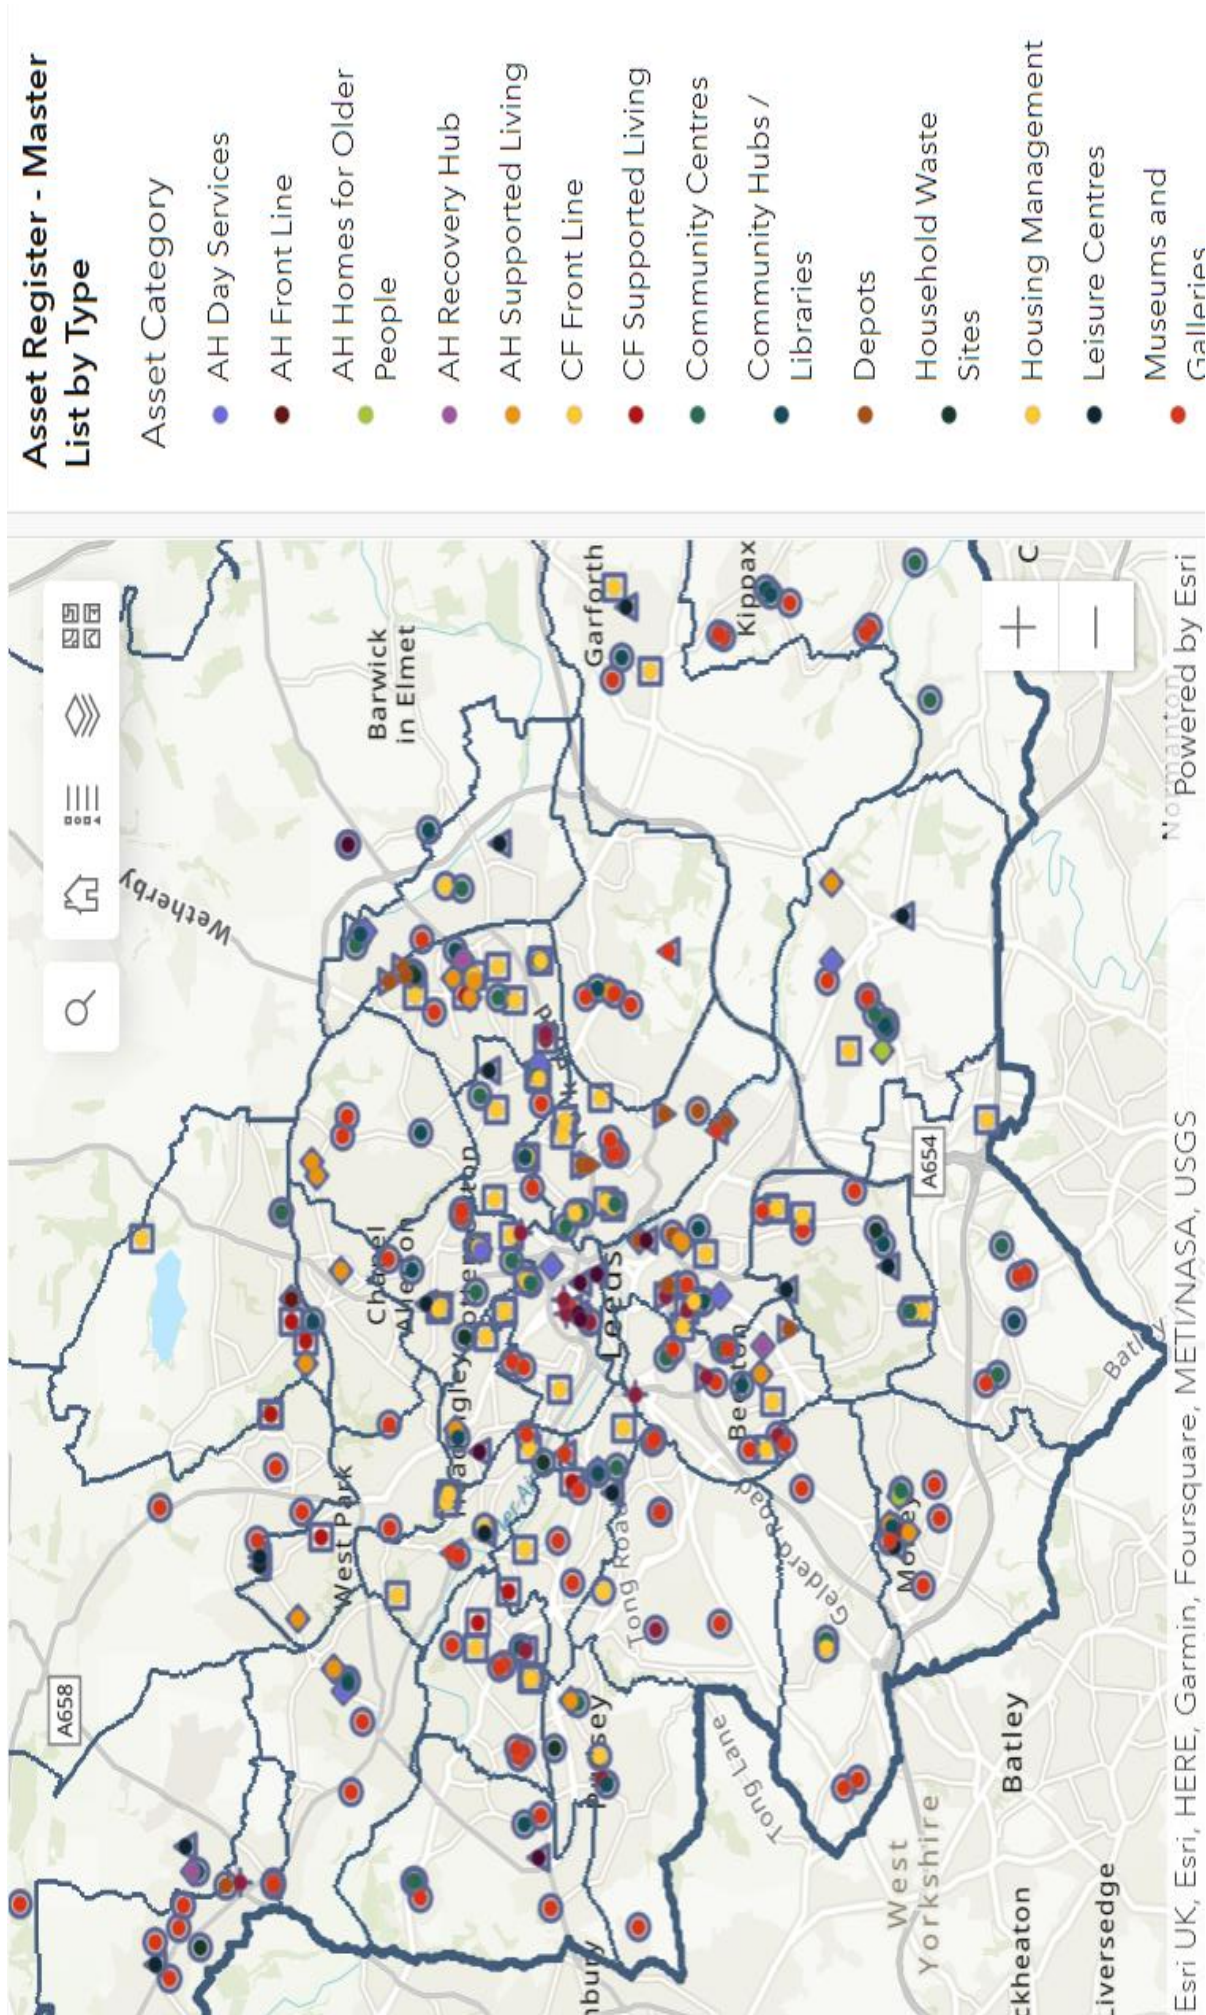 Asset Register - Master
List by Type
Asset Category
AH Day Services
AH Front Line
AH Homes for Older
People
AH Recovery Hub
AH Supported Living
CF Front Line
CF Supported Living
Community Centres
Community Hubs /
Libraries
Depots
Household Waste
Sites
Housing Management
Leisure Centres
Museums and
Galleries
A658
Wetherby
Barwick
in Elmet
West Park
Chapel
Garforth
Leeds
Tong Road
Kippax
Beeston
Gelderd Road
Tong Lane
A654
Morley
West
Yorkshire
Batley
Batley
Liversedge
Normanton
C
+
−
Esri UK, Esri, HERE, Garmin, Foursquare, METI/NASA, USGS
Powered by Esri